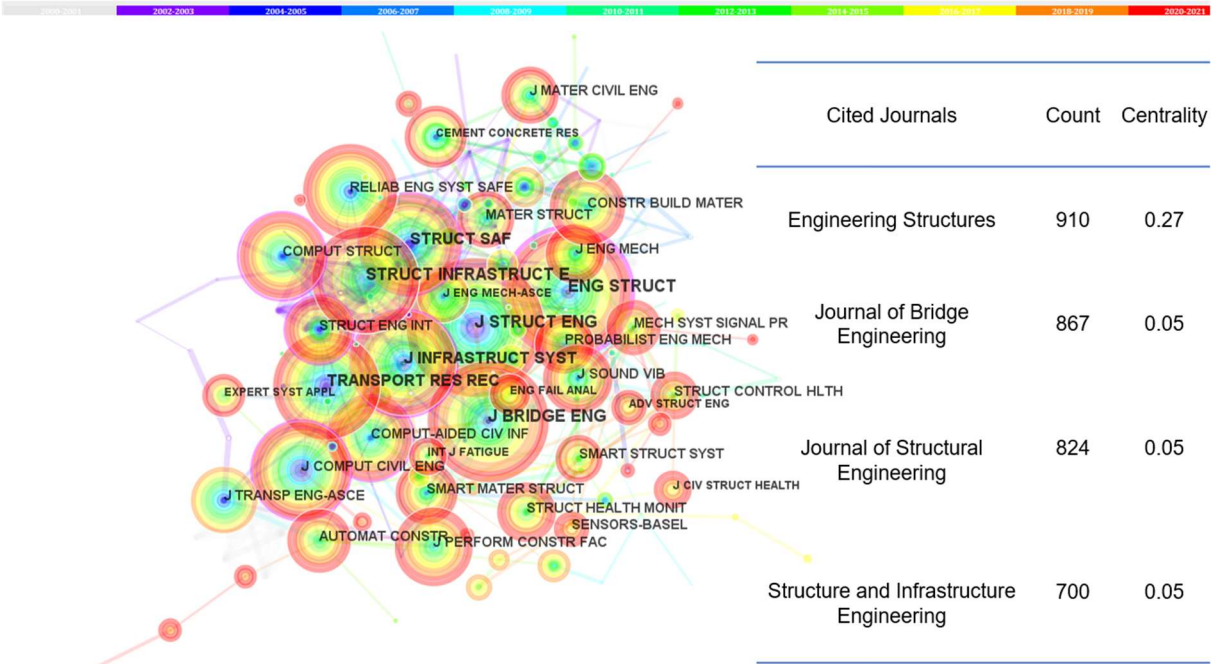 2000-2001 2002-2003 2004-2005 2006-2007 2008-2009 2010-2011 2012-2013 2014-2015 2016-2017 2018-2019 2020-2021
J MATER CIVIL ENG
CEMENT CONCRETE RES
RELIAB ENG SYST SAFE
CONSTR BUILD MATER
MATER STRUCT
STRUCT SAF
COMPUT STRUCT
J ENG MECH
STRUCT INFRASTRUCT E
ENG STRUCT
J ENG MECH-ASCE
STRUCT ENG INT
J STRUCT ENG
MECH SYST SIGNAL PR
PROBABILIST ENG MECH
J INFRASTRUCT SYST
J SOUND VIB
TRANSPORT RES REC
EXPERT SYST APPL
ENG FAIL ANAL
STRUCT CONTROL HLTH
ADV STRUCT ENG
J BRIDGE ENG
COMPUT-AIDED CIV INF
INT J FATIGUE
SMART STRUCT SYST
J COMPUT CIVIL ENG
J CIV STRUCT HEALTH
SMART MATER STRUCT
J TRANSP ENG-ASCE
STRUCT HEALTH MONIT
SENSORS-BASEL
AUTOMAT CONSTR
J PERFORM CONSTR FAC
Cited Journals Count Centrality
Engineering Structures 910 0.27
Journal of Bridge
Engineering 867 0.05
Journal of Structural
Engineering 824 0.05
Structure and Infrastructure
Engineering 700 0.05